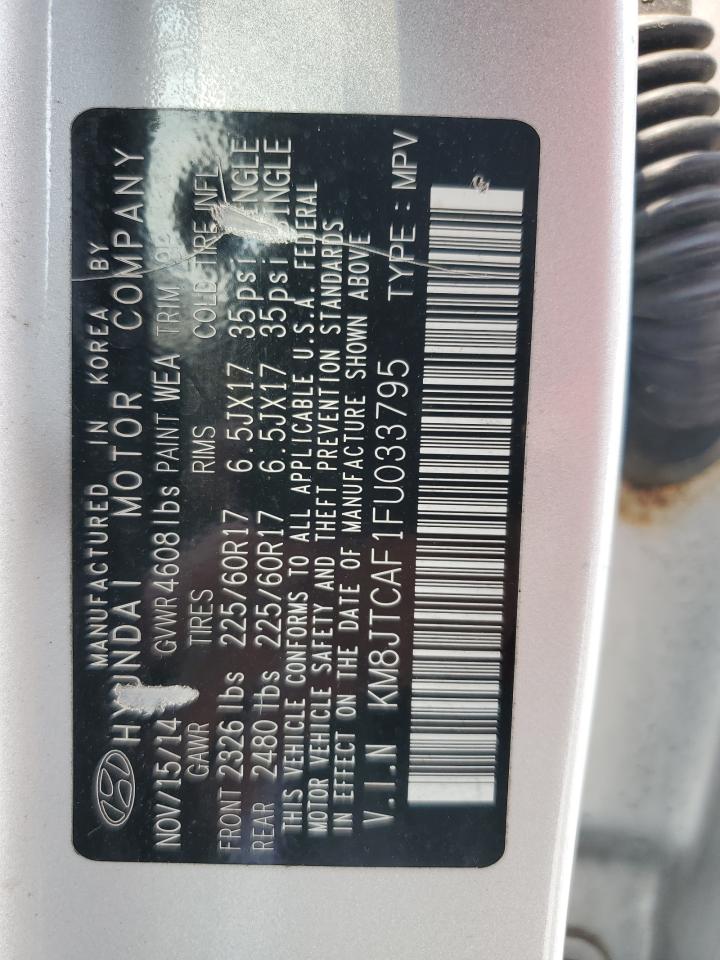 MANUFACTURED IN KOREA BY
HYUNDAI MOTOR COMPANY
NOV/15/14 GVWR4608lbs PAINT WEA TRIM
GAWR TIRES RIMS COLD TIRE INFL
FRONT 2326 lbs 225/60R17 6.5JX17 35psi SINGLE
REAR 2480 lbs 225/60R17 6.5JX17 35psi SINGLE
THIS VEHICLE CONFORMS TO ALL APPLICABLE U.S.A. FEDERAL
MOTOR VEHICLE SAFETY AND THEFT PREVENTION STANDARDS
IN EFFECT ON THE DATE OF MANUFACTURE SHOWN ABOVE
V.I.N KM8JTCAF1FU033795 TYPE : MPV